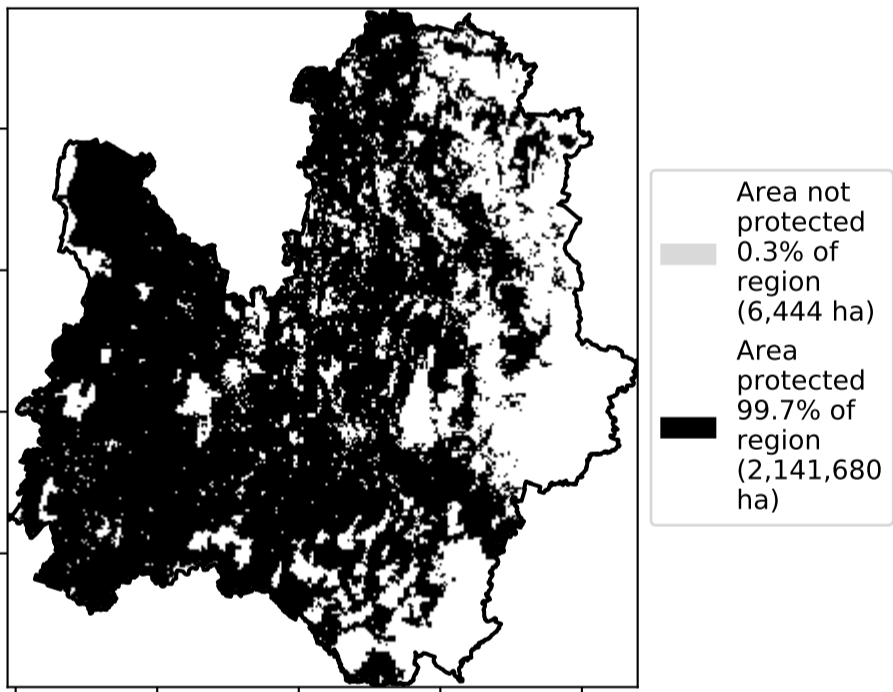 Area not
protected
0.3% of
region
(6,444 ha)
Area
protected
99.7% of
region
(2,141,680
ha)